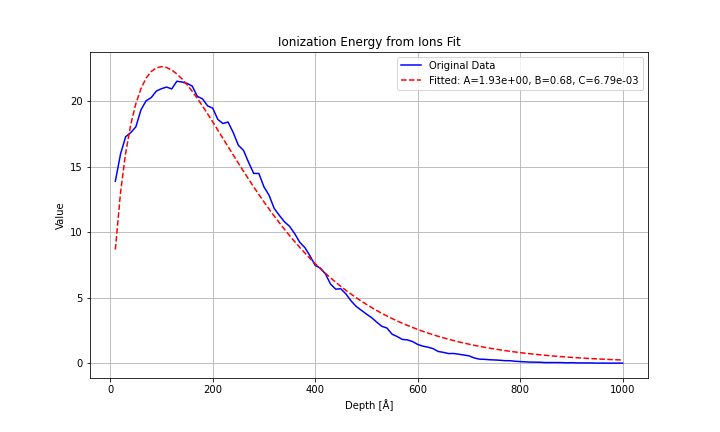 Ionization Energy from Ions Fit
Original Data
Fitted: A=1.93e+00, B=0.68, C=6.79e-03
20
15
10
5
0
Value
0 200 400 600 800 1000
Depth [Å]